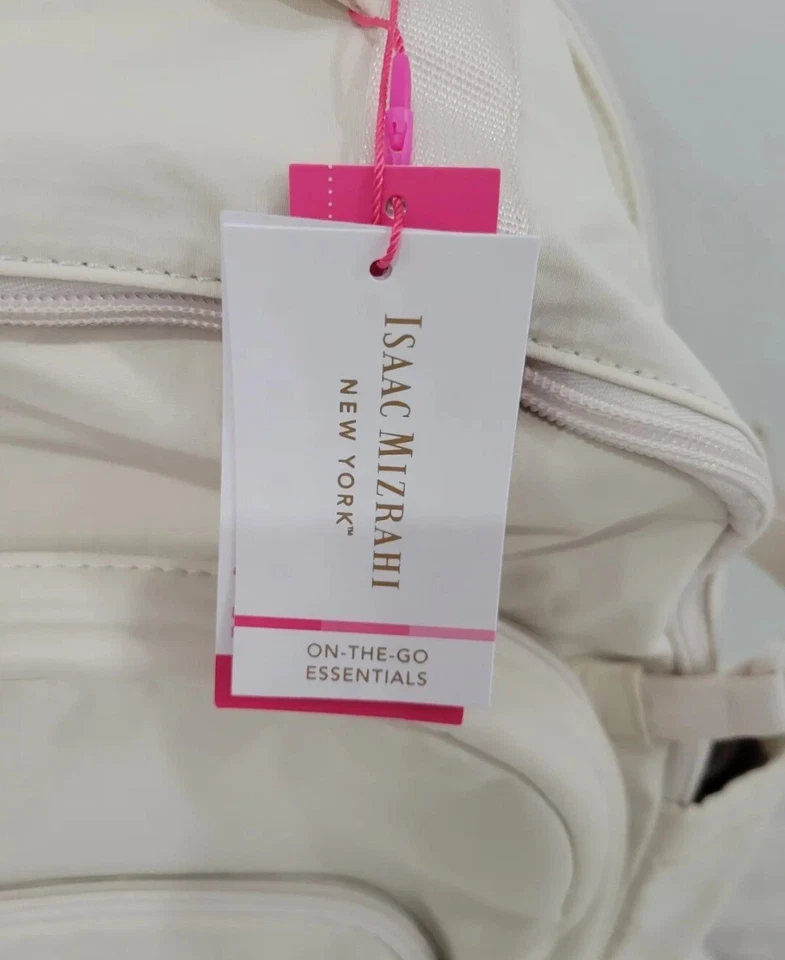 ISAAC MIZRAHI
NEW YORK™
ON-THE-GO
ESSENTIALS